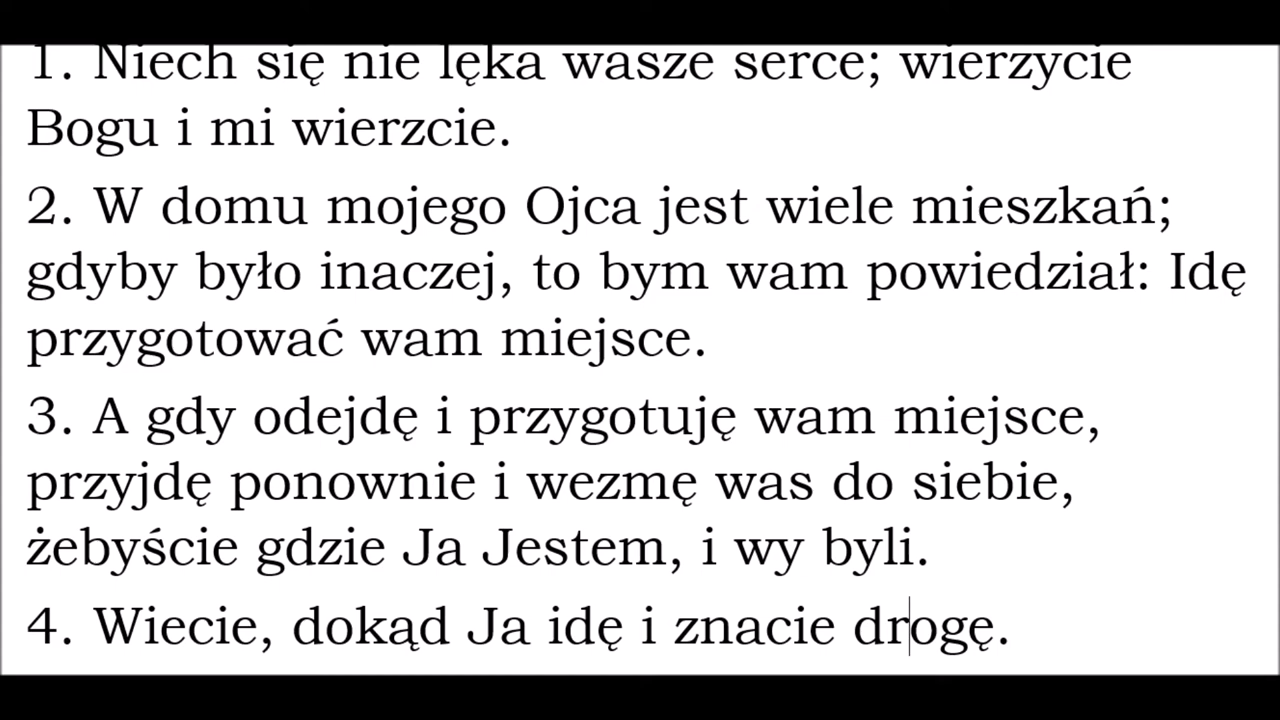 1. Niech się nie lęka wasze serce; wierzycie
Bogu i mi wierzcie.
2. W domu mojego Ojca jest wiele mieszkań;
gdyby było inaczej, to bym wam powiedział: Idę
przygotować wam miejsce.
3. A gdy odejdę i przygotuję wam miejsce,
przyjdę ponownie i wezmę was do siebie,
żebyście gdzie Ja Jestem, i wy byli.
4. Wiecie, dokąd Ja idę i znacie drogę.